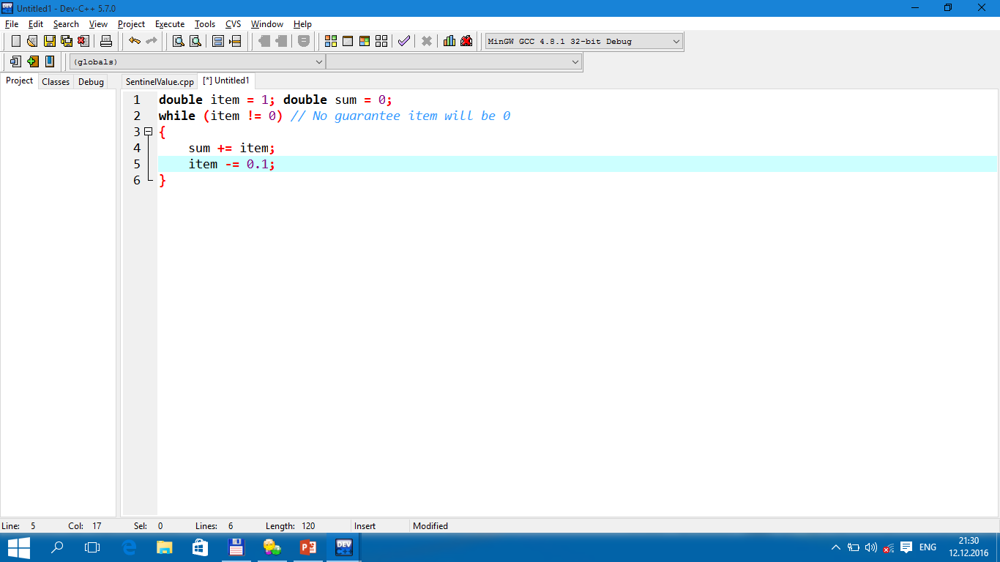 Untitled1 - Dev-C++ 5.7.0
File Edit Search View Project Execute Tools CVS Window Help
MinGW GCC 4.8.1 32-bit Debug
(globals)
Project Classes Debug SentinelValue.cpp [*] Untitled1
1 double item = 1; double sum = 0;
2 while (item != 0) // No guarantee item will be 0
3 {
4 sum += item;
5 item -= 0.1;
6 }
Line: 5 Col: 17 Sel: 0 Lines: 6 Length: 120 Insert Modified
DEV
ENG
21:30
12.12.2016